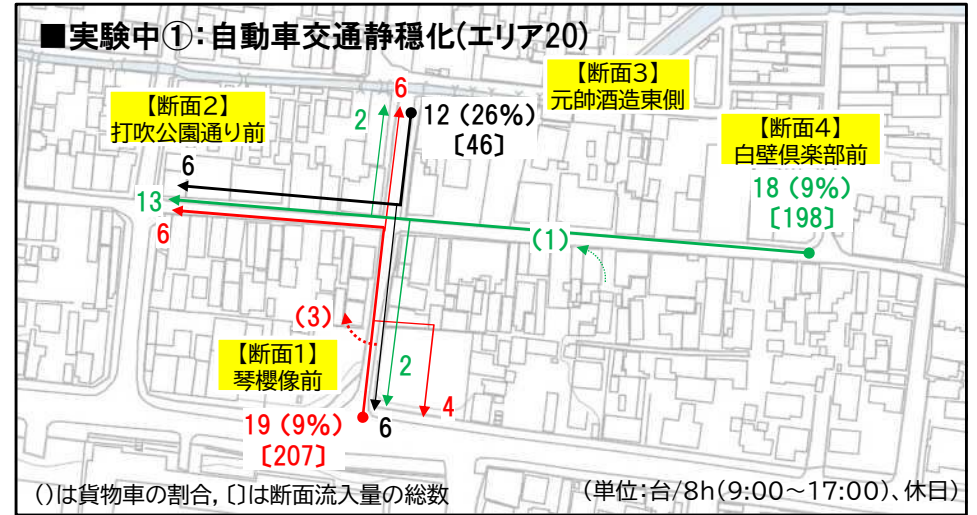 ■実験中①:自動車交通静穏化(エリア20)
【断面3】
元帥酒造東側
【断面2】
打吹公園通り前
【断面4】
白壁倶楽部前
6
2
12 (26%)
〔46〕
6
13
6
18 (9%)
〔198〕
(1)
(3)
【断面1】
琴櫻像前
2
4
6
19 (9%)
〔207〕
()は貨物車の割合,〔〕は断面流入量の総数
(単位:台/8h(9:00～17:00)、休日)